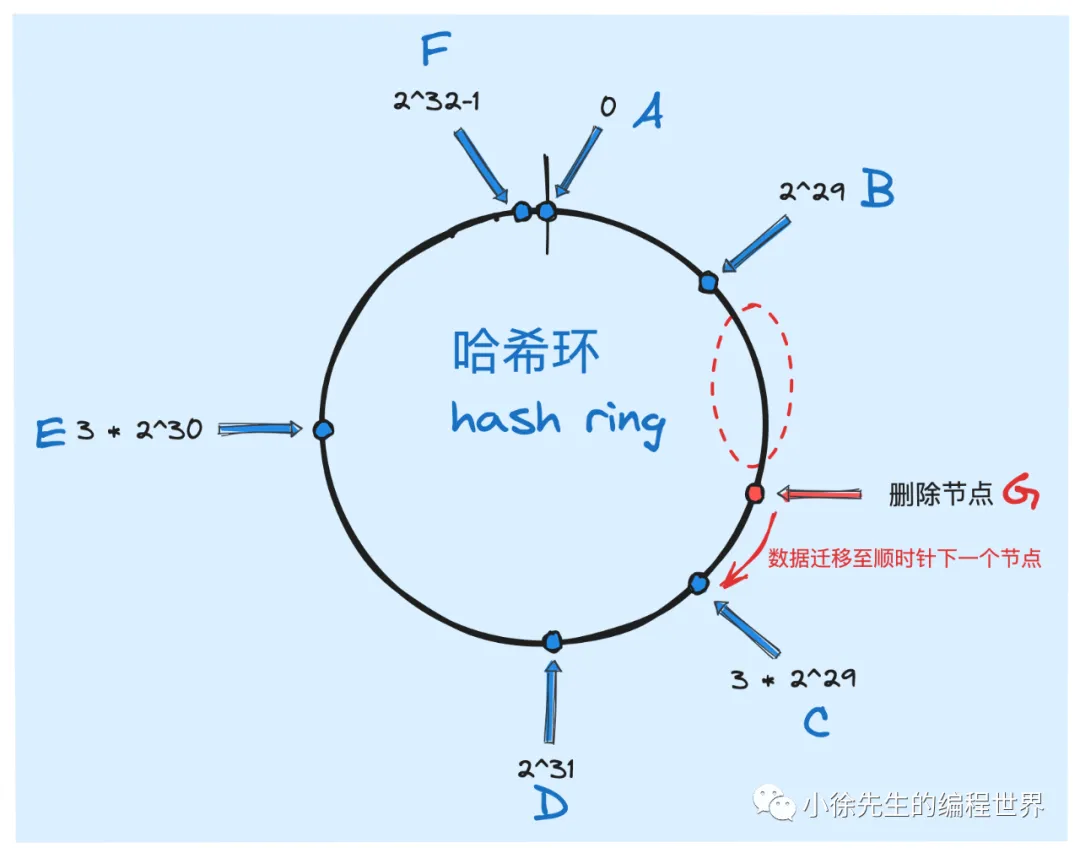 F
2^32-1
0 A
2^29 B
哈希环
hash ring
E 3 * 2^30
删除节点 G
数据迁移至顺时针下一个节点
3 * 2^29
C
2^31
D
小徐先生的编程世界